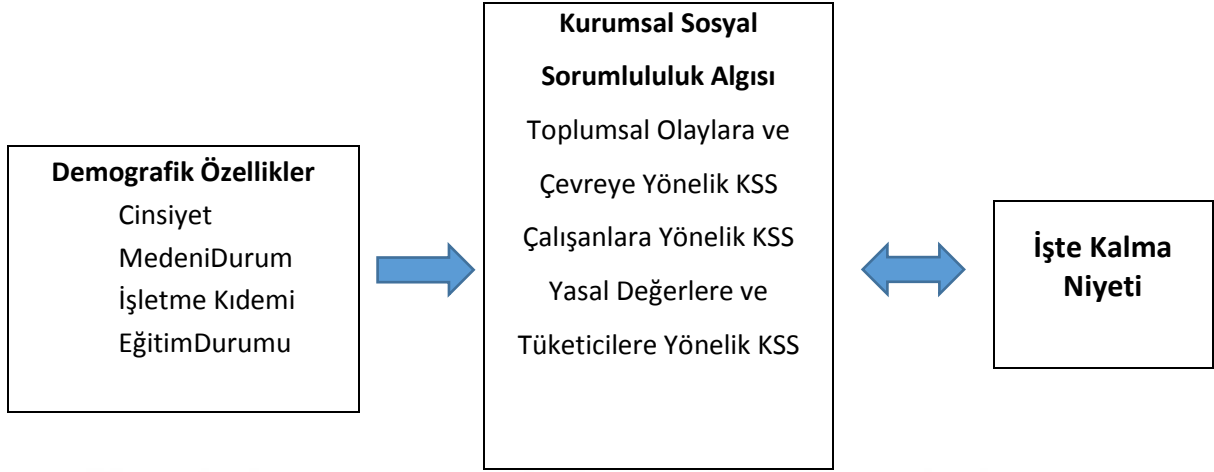 Demografik Özellikler
Cinsiyet
MedeniDurum
İşletme Kıdemi
EğitimDurumu
Kurumsal Sosyal
Sorumlululuk Algısı
Toplumsal Olaylara ve
Çevreye Yönelik KSS
Çalışanlara Yönelik KSS
Yasal Değerlere ve
Tüketicilere Yönelik KSS
İşte Kalma
Niyeti